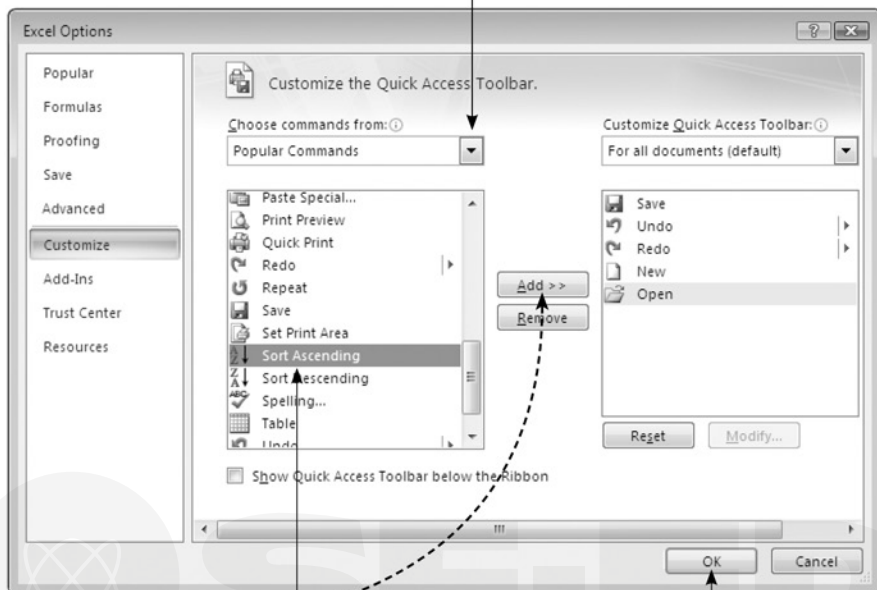 Excel Options
Popular
Formulas
Proofing
Save
Advanced
Customize
Add-Ins
Trust Center
Resources
Customize the Quick Access Toolbar.
Choose commands from:
Popular Commands
Paste Special...
Print Preview
Quick Print
Redo
Repeat
Save
Set Print Area
Sort Ascending
Sort Descending
Spelling...
Table
Undo
Show Quick Access Toolbar below the Ribbon
Add >>
Remove
Customize Quick Access Toolbar:
For all documents (default)
Save
Undo
Redo
New
Open
Reset
Modify...
OK
Cancel